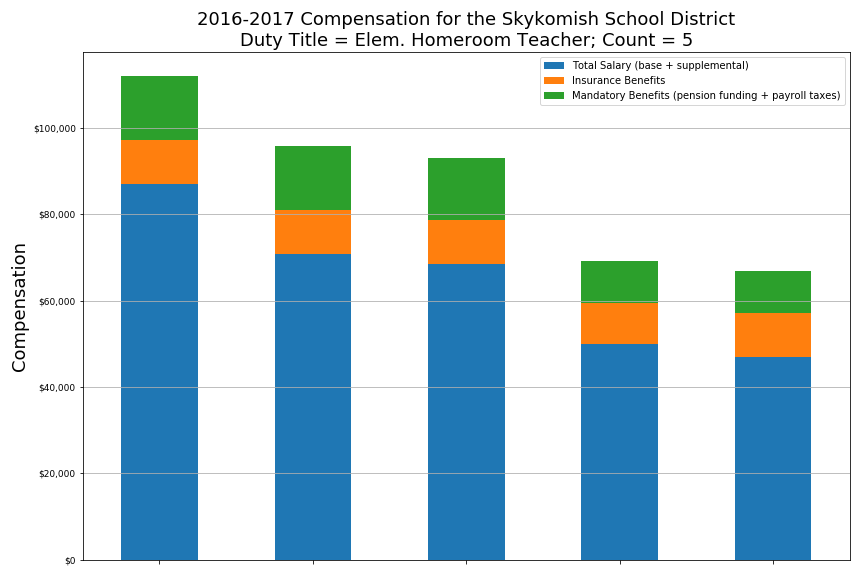 2016-2017 Compensation for the Skykomish School District
Duty Title = Elem. Homeroom Teacher; Count = 5
Total Salary (base + supplemental)
Insurance Benefits
Mandatory Benefits (pension funding + payroll taxes)
Compensation
$100,000
$80,000
$60,000
$40,000
$20,000
$0